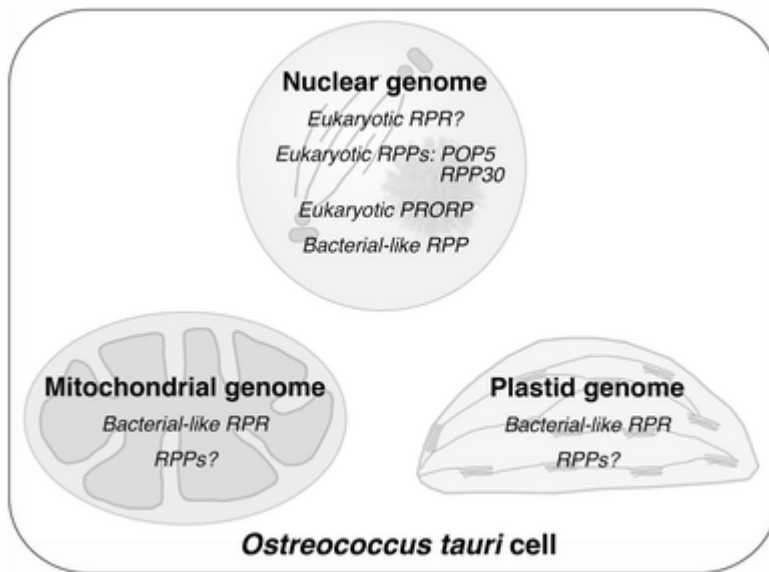 Nuclear genome
Eukaryotic RPR?
Eukaryotic RPPs: POP5
RPP30
Eukaryotic PRORP
Bacterial-like RPP
Mitochondrial genome
Bacterial-like RPR
RPPs?
Plastid genome
Bacterial-like RPR
RPPs?
Ostreococcus tauri cell